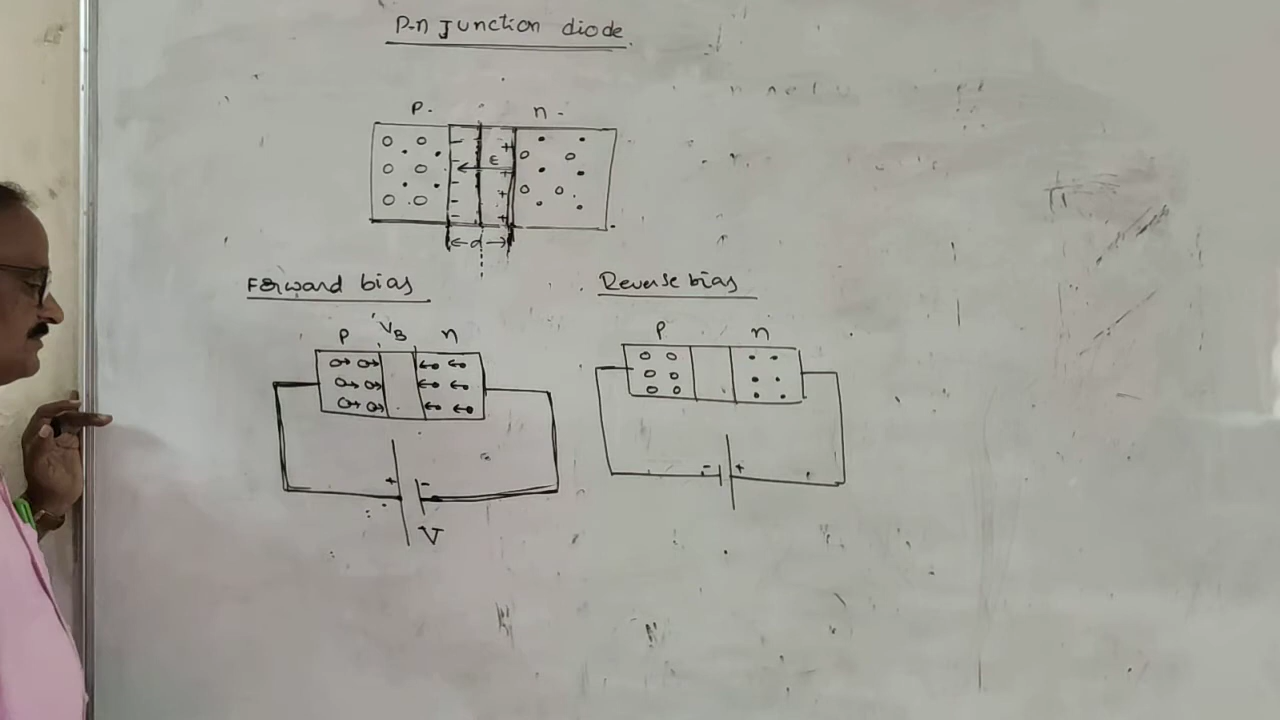 P-n Junction diode
P- n-
- +
- E +
- +
- +
d
Forward bias Reverse bias
P VB n P n
+ - - +
V